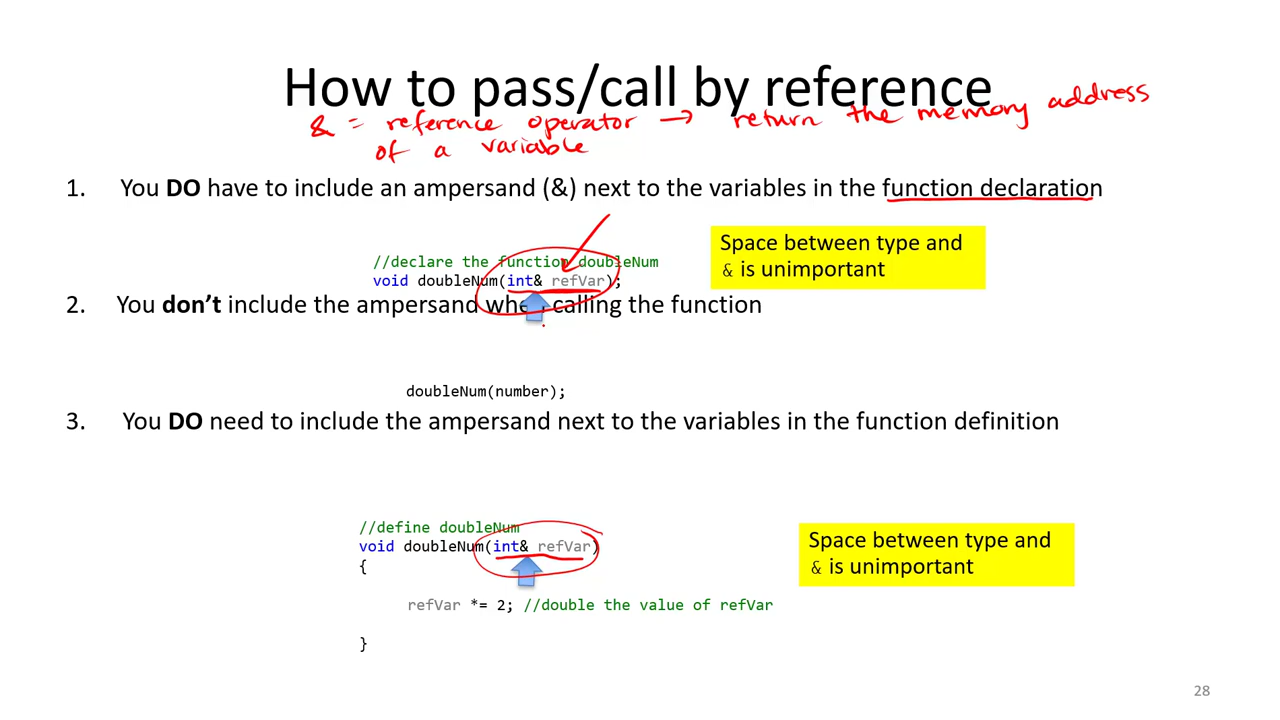 How to pass/call by reference
& = reference operator → return the memory address
of a variable
1. You DO have to include an ampersand (&) next to the variables in the function declaration
Space between type and
& is unimportant
//declare the function doubleNum
void doubleNum(int& refVar);
2. You don't include the ampersand when calling the function
doubleNum(number);
3. You DO need to include the ampersand next to the variables in the function definition
//define doubleNum
void doubleNum(int& refVar)
{
Space between type and
& is unimportant
refVar *= 2; //double the value of refVar
}
28